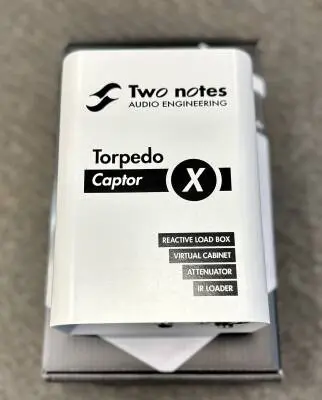 Two notes
AUDIO ENGINEERING
Torpedo
Captor X
REACTIVE LOAD BOX
VIRTUAL CABINET
ATTENUATOR
IR LOADER